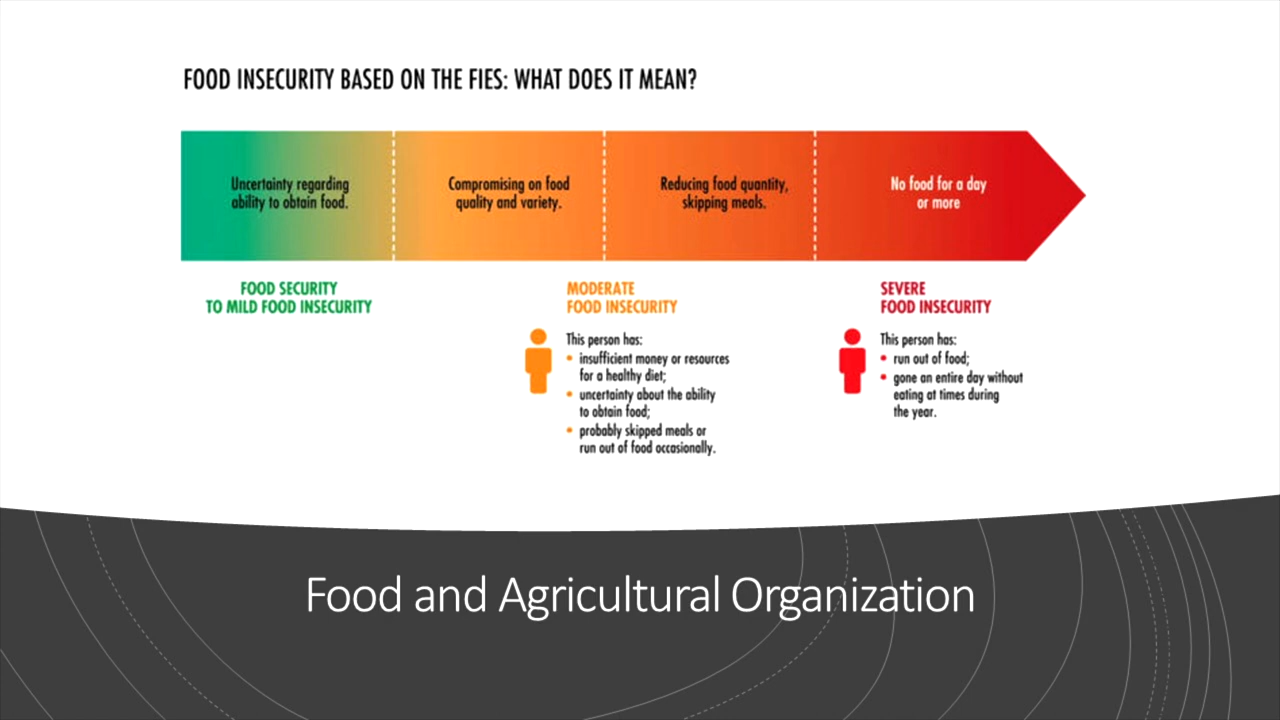 FOOD INSECURITY BASED ON THE FIES: WHAT DOES IT MEAN?
Uncertainty regarding
ability to obtain food.
Compromising on food
quality and variety.
Reducing food quantity,
skipping meals.
No food for a day
or more
FOOD SECURITY
TO MILD FOOD INSECURITY
MODERATE
FOOD INSECURITY
This person has:
• insufficient money or resources
for a healthy diet;
• uncertainty about the ability
to obtain food;
• probably skipped meals or
run out of food occasionally.
SEVERE
FOOD INSECURITY
This person has:
• run out of food;
• gone an entire day without
eating at times during
the year.
Food and Agricultural Organization